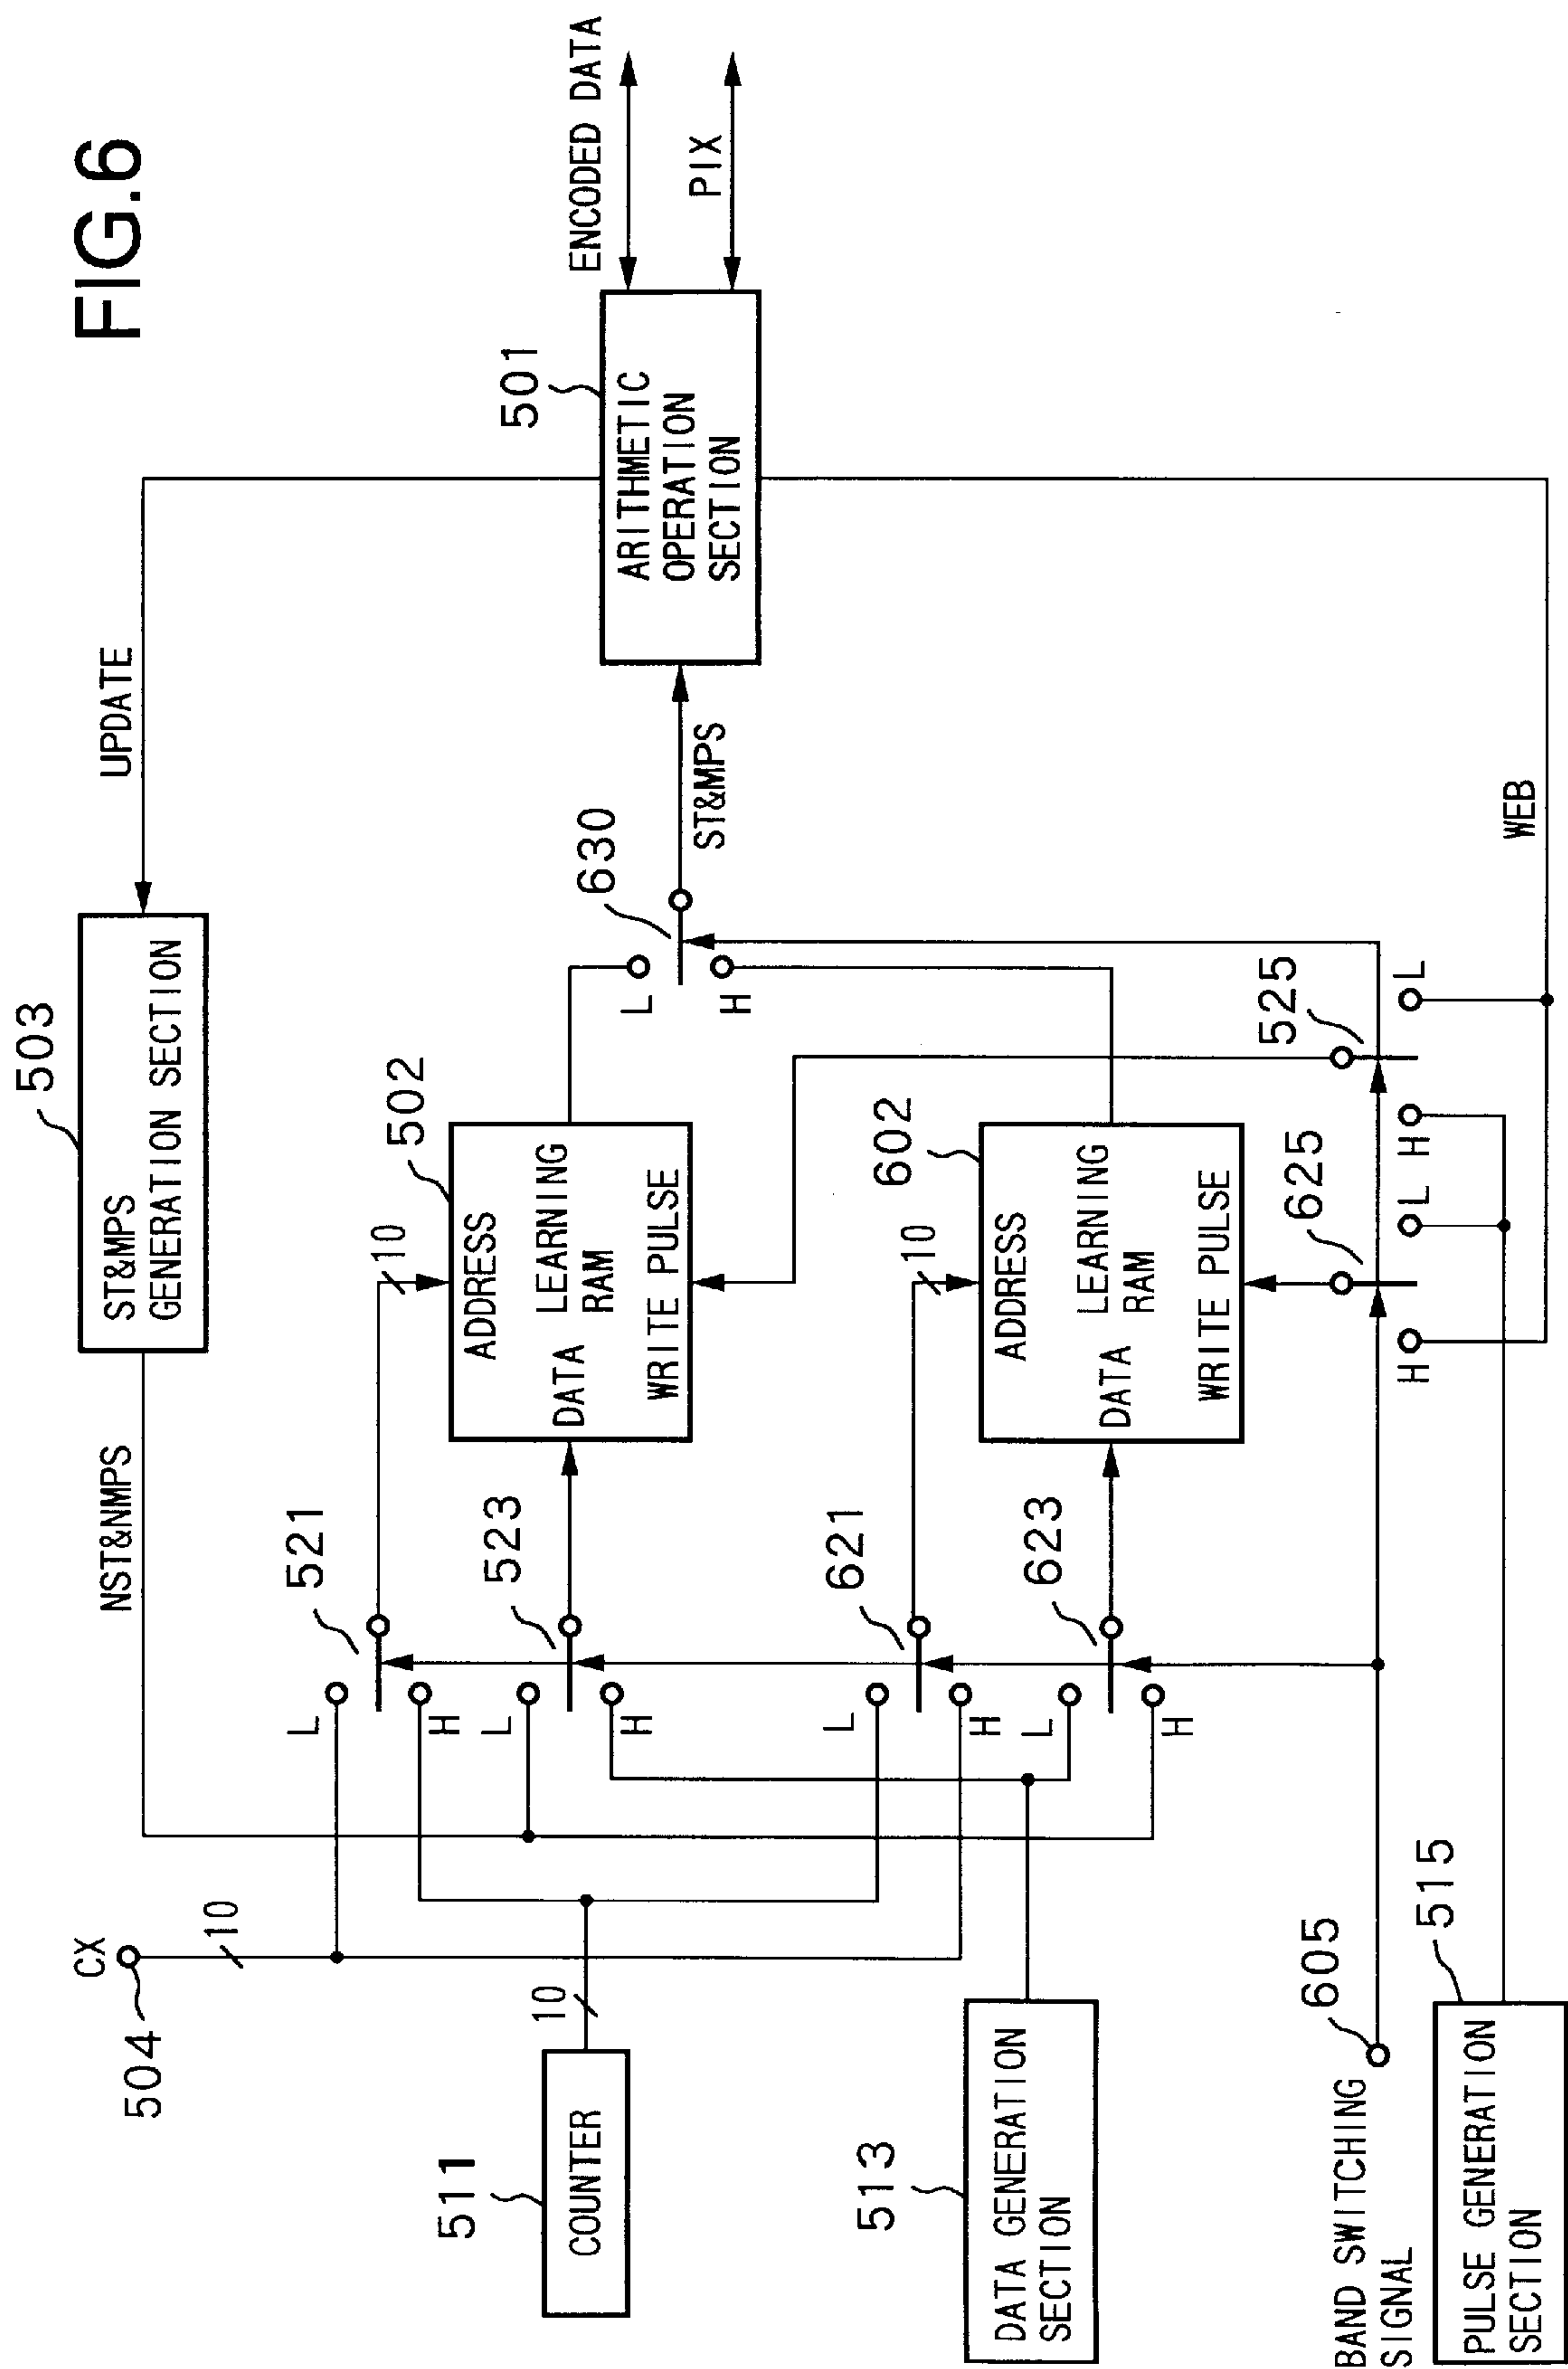 FIG.6
503
ST&MPS
GENERATION SECTION
UPDATE
NST&NMPS
CX
504
10
521
L
H
10
502
ADDRESS
DATA
LEARNING
RAM
WRITE PULSE
523
L
H
511
COUNTER
10
630
L
H
ST&MPS
501
ARITHMETIC
OPERATION
SECTION
ENCODED DATA
PIX
621
L
H
10
602
ADDRESS
DATA
LEARNING
RAM
WRITE PULSE
623
L
H
513
DATA GENERATION
SECTION
625
H
L
525
H
L
WEB
605
BAND SWITCHING
SIGNAL
515
PULSE GENERATION
SECTION